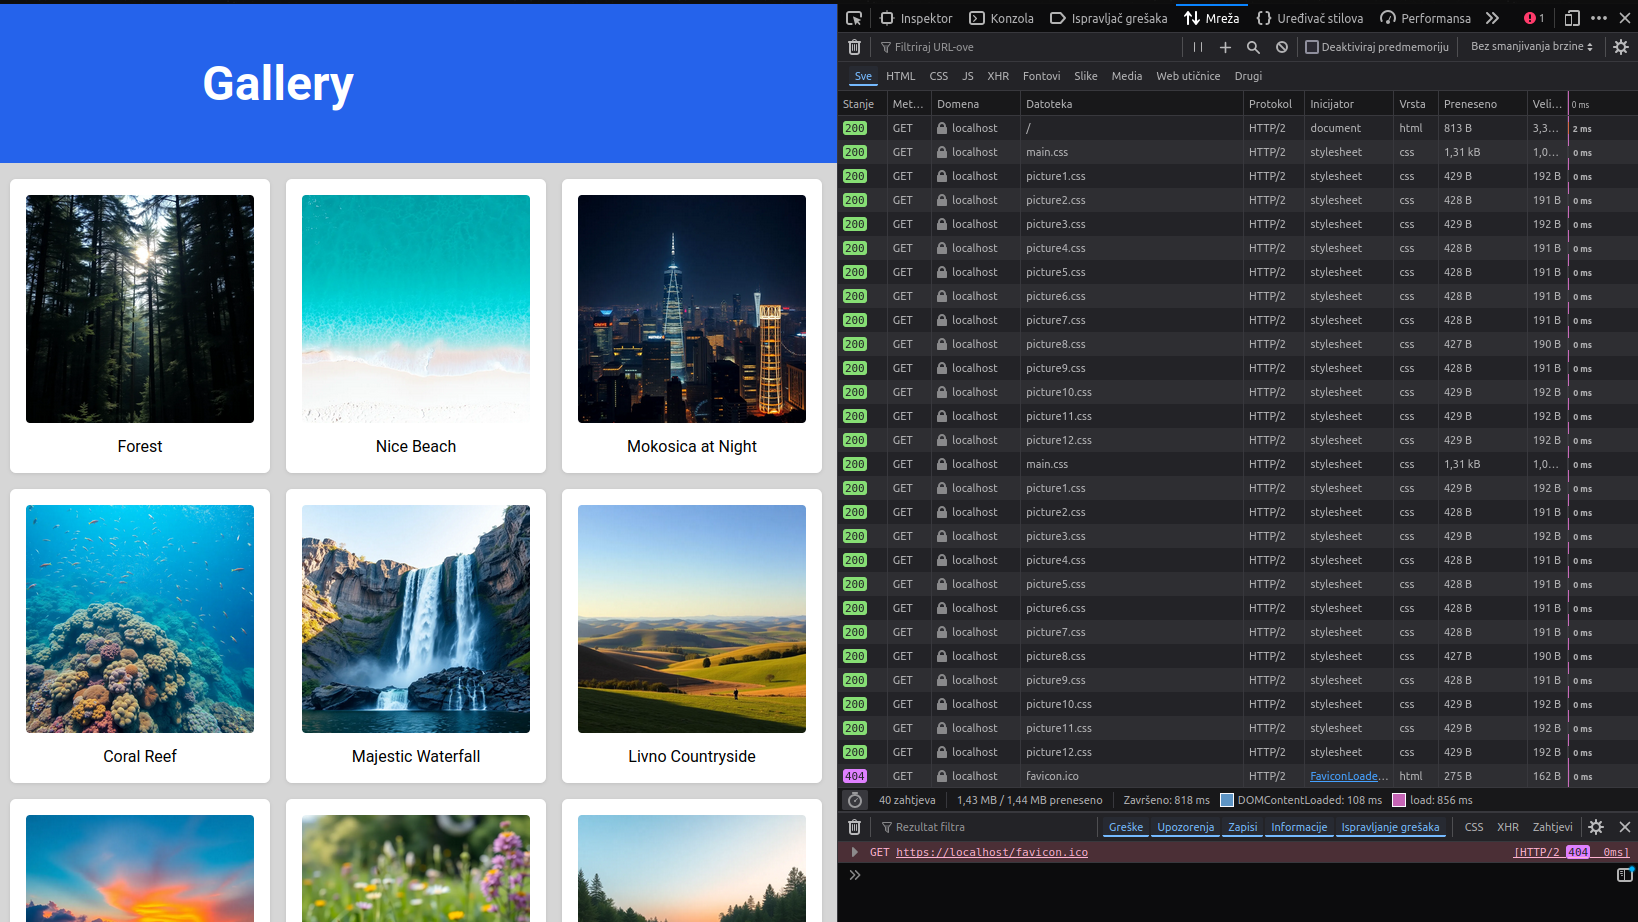 Gallery
Forest
Nice Beach
Mokosica at Night
Coral Reef
Majestic Waterfall
Livno Countryside
Inspektor Konzola Ispravljač grešaka Mreža Uređivač stilova Performansa 1
Filtriraj URL-ove Deaktiviraj predmemoriju Bez smanjivanja brzine
Sve HTML CSS JS XHR Fontovi Slike Media Web utičnice Drugi
Stanje Met... Domena Datoteka Protokol Inicijator Vrsta Preneseno Veli... 0 ms
200 GET localhost / HTTP/2 document html 813 B 3,3... 2 ms
200 GET localhost main.css HTTP/2 stylesheet css 1,31 kB 1,0... 0 ms
200 GET localhost picture1.css HTTP/2 stylesheet css 429 B 192 B 0 ms
200 GET localhost picture2.css HTTP/2 stylesheet css 428 B 191 B 0 ms
200 GET localhost picture3.css HTTP/2 stylesheet css 429 B 192 B 0 ms
200 GET localhost picture4.css HTTP/2 stylesheet css 428 B 191 B 0 ms
200 GET localhost picture5.css HTTP/2 stylesheet css 428 B 191 B 0 ms
200 GET localhost picture6.css HTTP/2 stylesheet css 428 B 191 B 0 ms
200 GET localhost picture7.css HTTP/2 stylesheet css 428 B 191 B 0 ms
200 GET localhost picture8.css HTTP/2 stylesheet css 427 B 190 B 0 ms
200 GET localhost picture9.css HTTP/2 stylesheet css 428 B 191 B 0 ms
200 GET localhost picture10.css HTTP/2 stylesheet css 429 B 192 B 0 ms
200 GET localhost picture11.css HTTP/2 stylesheet css 429 B 192 B 0 ms
200 GET localhost picture12.css HTTP/2 stylesheet css 429 B 192 B 0 ms
200 GET localhost main.css HTTP/2 stylesheet css 1,31 kB 1,0... 0 ms
200 GET localhost picture1.css HTTP/2 stylesheet css 429 B 192 B 0 ms
200 GET localhost picture2.css HTTP/2 stylesheet css 428 B 191 B 0 ms
200 GET localhost picture3.css HTTP/2 stylesheet css 429 B 192 B 0 ms
200 GET localhost picture4.css HTTP/2 stylesheet css 428 B 191 B 0 ms
200 GET localhost picture5.css HTTP/2 stylesheet css 428 B 191 B 0 ms
200 GET localhost picture6.css HTTP/2 stylesheet css 428 B 191 B 0 ms
200 GET localhost picture7.css HTTP/2 stylesheet css 428 B 191 B 0 ms
200 GET localhost picture8.css HTTP/2 stylesheet css 427 B 190 B 0 ms
200 GET localhost picture9.css HTTP/2 stylesheet css 428 B 191 B 0 ms
200 GET localhost picture10.css HTTP/2 stylesheet css 429 B 192 B 0 ms
200 GET localhost picture11.css HTTP/2 stylesheet css 429 B 192 B 0 ms
200 GET localhost picture12.css HTTP/2 stylesheet css 429 B 192 B 0 ms
404 GET localhost favicon.ico HTTP/2 FaviconLoade... html 275 B 162 B 0 ms
40 zahtjeva 1,43 MB / 1,44 MB preneseno Završeno: 818 ms DOMContentLoaded: 108 ms load: 856 ms
Rezultat filtra Greške Upozorenja Zapisi Informacije Ispravljanje grešaka CSS XHR Zahtjevi
GET https://localhost/favicon.ico [HTTP/2 404 0ms]